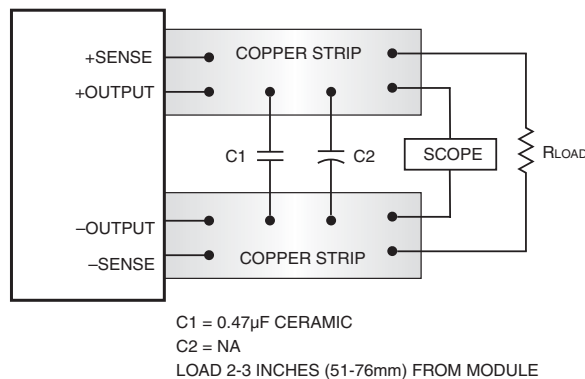 +SENSE
COPPER STRIP
+OUTPUT
C1
C2
SCOPE
RLOAD
–OUTPUT
–SENSE
COPPER STRIP
C1 = 0.47µF CERAMIC
C2 = NA
LOAD 2-3 INCHES (51-76mm) FROM MODULE